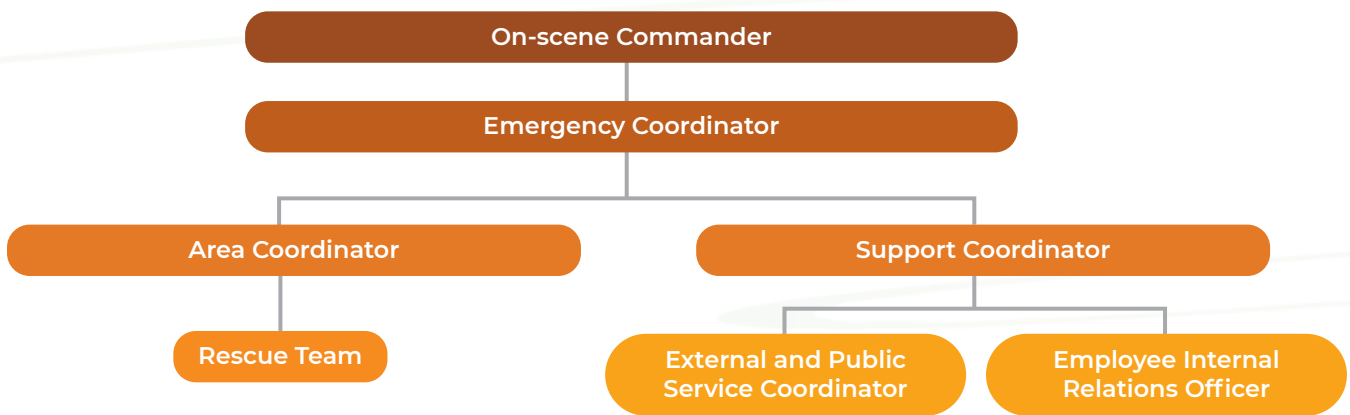 On-scene Commander
Emergency Coordinator
Area Coordinator
Support Coordinator
Rescue Team
External and Public
Service Coordinator
Employee Internal
Relations Officer